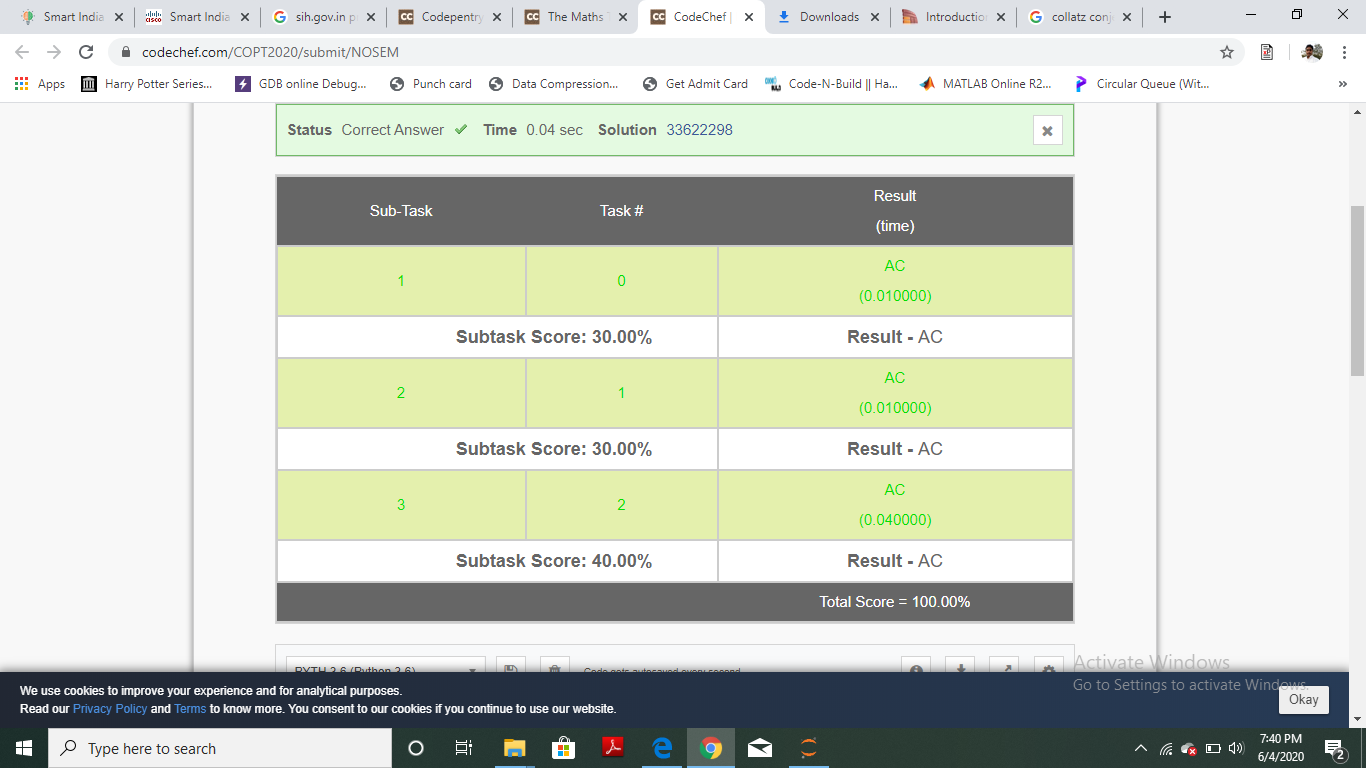 Smart India
Smart India
sih.gov.in p
Codepentry
The Maths
CodeChef |
Downloads
Introduction
collatz conj
codechef.com/COPT2020/submit/NOSEM
Apps
Harry Potter Series...
GDB online Debug...
Punch card
Data Compression...
Get Admit Card
Code-N-Build || Ha...
MATLAB Online R2...
Circular Queue (Wit...
»
Status Correct Answer ✔ Time 0.04 sec Solution 33622298
Sub-Task Task # Result
(time)
1 0 AC
(0.010000)
Subtask Score: 30.00% Result - AC
2 1 AC
(0.010000)
Subtask Score: 30.00% Result - AC
3 2 AC
(0.040000)
Subtask Score: 40.00% Result - AC
Total Score = 100.00%
PYTH 3.6 (Python 3.6)
Code gets autosaved every second
Activate Windows
Go to Settings to activate Windows.
We use cookies to improve your experience and for analytical purposes.
Read our Privacy Policy and Terms to know more. You consent to our cookies if you continue to use our website.
Okay
Type here to search
7:40 PM
6/4/2020
2